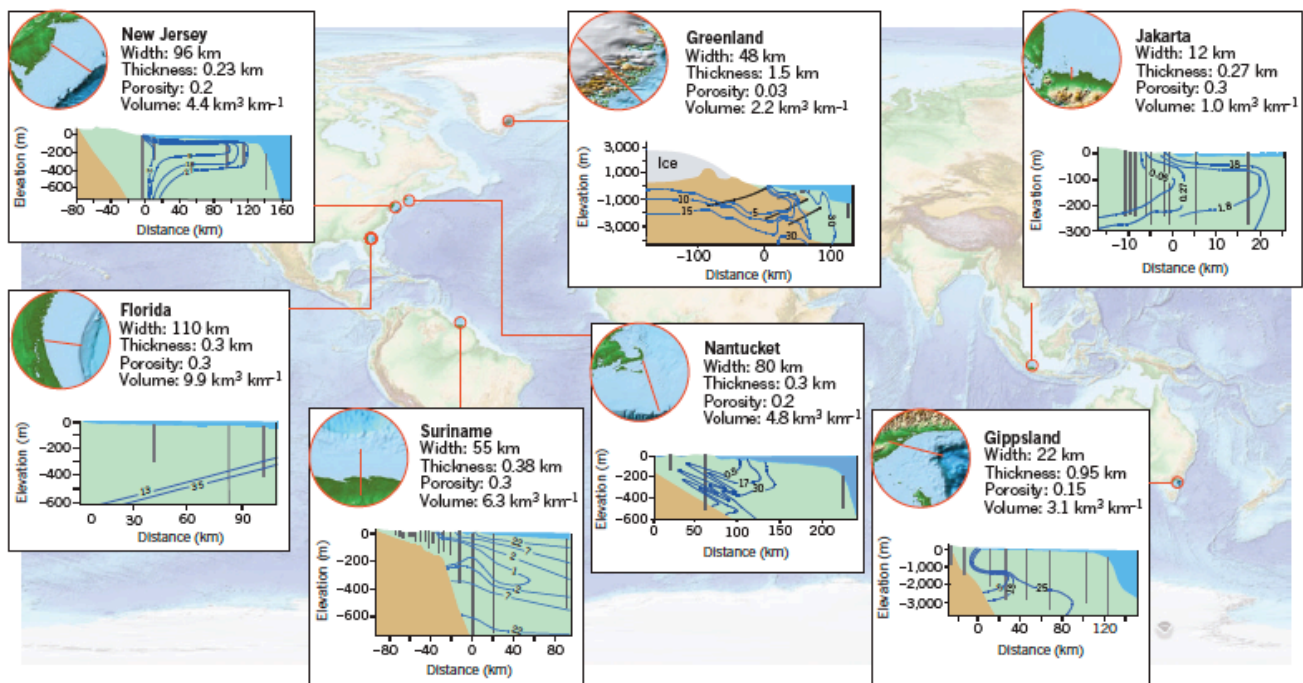 New Jersey
Width: 96 km
Thickness: 0.23 km
Porosity: 0.2
Volume: 4.4 km³ km⁻¹
Elevation (m)
0
−200
−400
−600
−80 −40 0 40 80 120 160
Distance (km)
Greenland
Width: 48 km
Thickness: 1.5 km
Porosity: 0.03
Volume: 2.2 km³ km⁻¹
Elevation (m)
3,000
1,000
−1,000
−3,000
Ice
10
15
5
30
30
−100 0 100
Distance (km)
Jakarta
Width: 12 km
Thickness: 0.27 km
Porosity: 0.3
Volume: 1.0 km³ km⁻¹
Elevation (m)
0
−100
−200
−300
18
0.27
1.8
−10 0 10 20
Distance (km)
Florida
Width: 110 km
Thickness: 0.3 km
Porosity: 0.3
Volume: 9.9 km³ km⁻¹
Elevation (m)
0
−200
−400
−600
13
35
0 30 60 90
Distance (km)
Suriname
Width: 55 km
Thickness: 0.38 km
Porosity: 0.3
Volume: 6.3 km³ km⁻¹
Elevation (m)
0
−200
−400
−600
22
7
2
1
2
7
22
−80 −40 0 40 80
Distance (km)
Nantucket
Width: 80 km
Thickness: 0.3 km
Porosity: 0.2
Volume: 4.8 km³ km⁻¹
Elevation (m)
0
−200
−400
−600
0.5
17
30
0 50 100 150 200
Distance (km)
Gippsland
Width: 22 km
Thickness: 0.95 km
Porosity: 0.15
Volume: 3.1 km³ km⁻¹
Elevation (m)
0
−1,000
−2,000
−3,000
25
0 40 80 120
Distance (km)